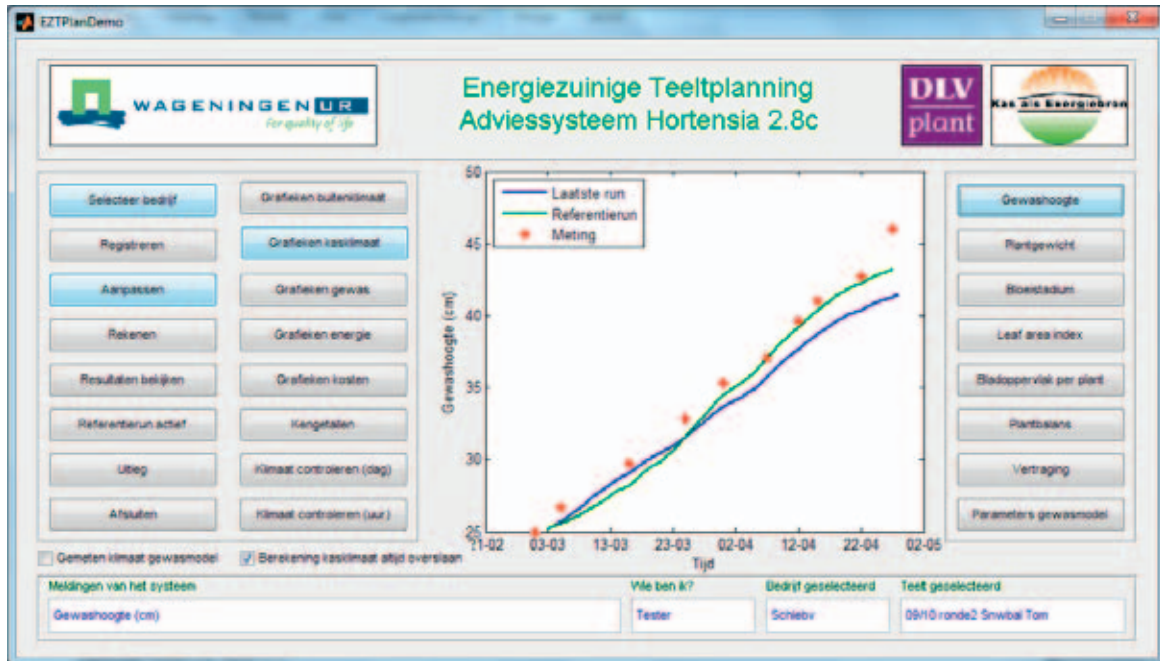 EZTPlanDemo
WAGENINGEN UR
For quality of life
Energiezuinige Teeltplanning
Adviessysteem Hortensia 2.8c
DLV
plant
Kas als Energiebron
Selecteer bedrijf
Registreren
Aanpassen
Rekenen
Resultaten bekijken
Referentierun actief
Uitleg
Afsluiten
Grafieken buitenklimaat
Grafieken kasklimaat
Grafieken gewas
Grafieken energie
Grafieken kosten
Kengetallen
Klimaat controleren (dag)
Klimaat controleren (uur)
Gemeten klimaat gewasmodel
Berekening kasklimaat altijd overslaan
Laatste run
Referentierun
Meting
Gewashoogte (cm)
50
45
40
35
30
25
21-02 03-03 13-03 23-03 02-04 12-04 22-04 02-05
Tijd
Gewashoogte
Plantgewicht
Bloeistadium
Leaf area index
Bladoppervlak per plant
Plantbalans
Vertraging
Parameters gewasmodel
Meldingen van het systeem
Gewashoogte (cm)
Wie ben ik?
Tester
Bedrijf geselecteerd
Schiebv
Teelt geselecteerd
09/10 ronde2 Snwbal Tom